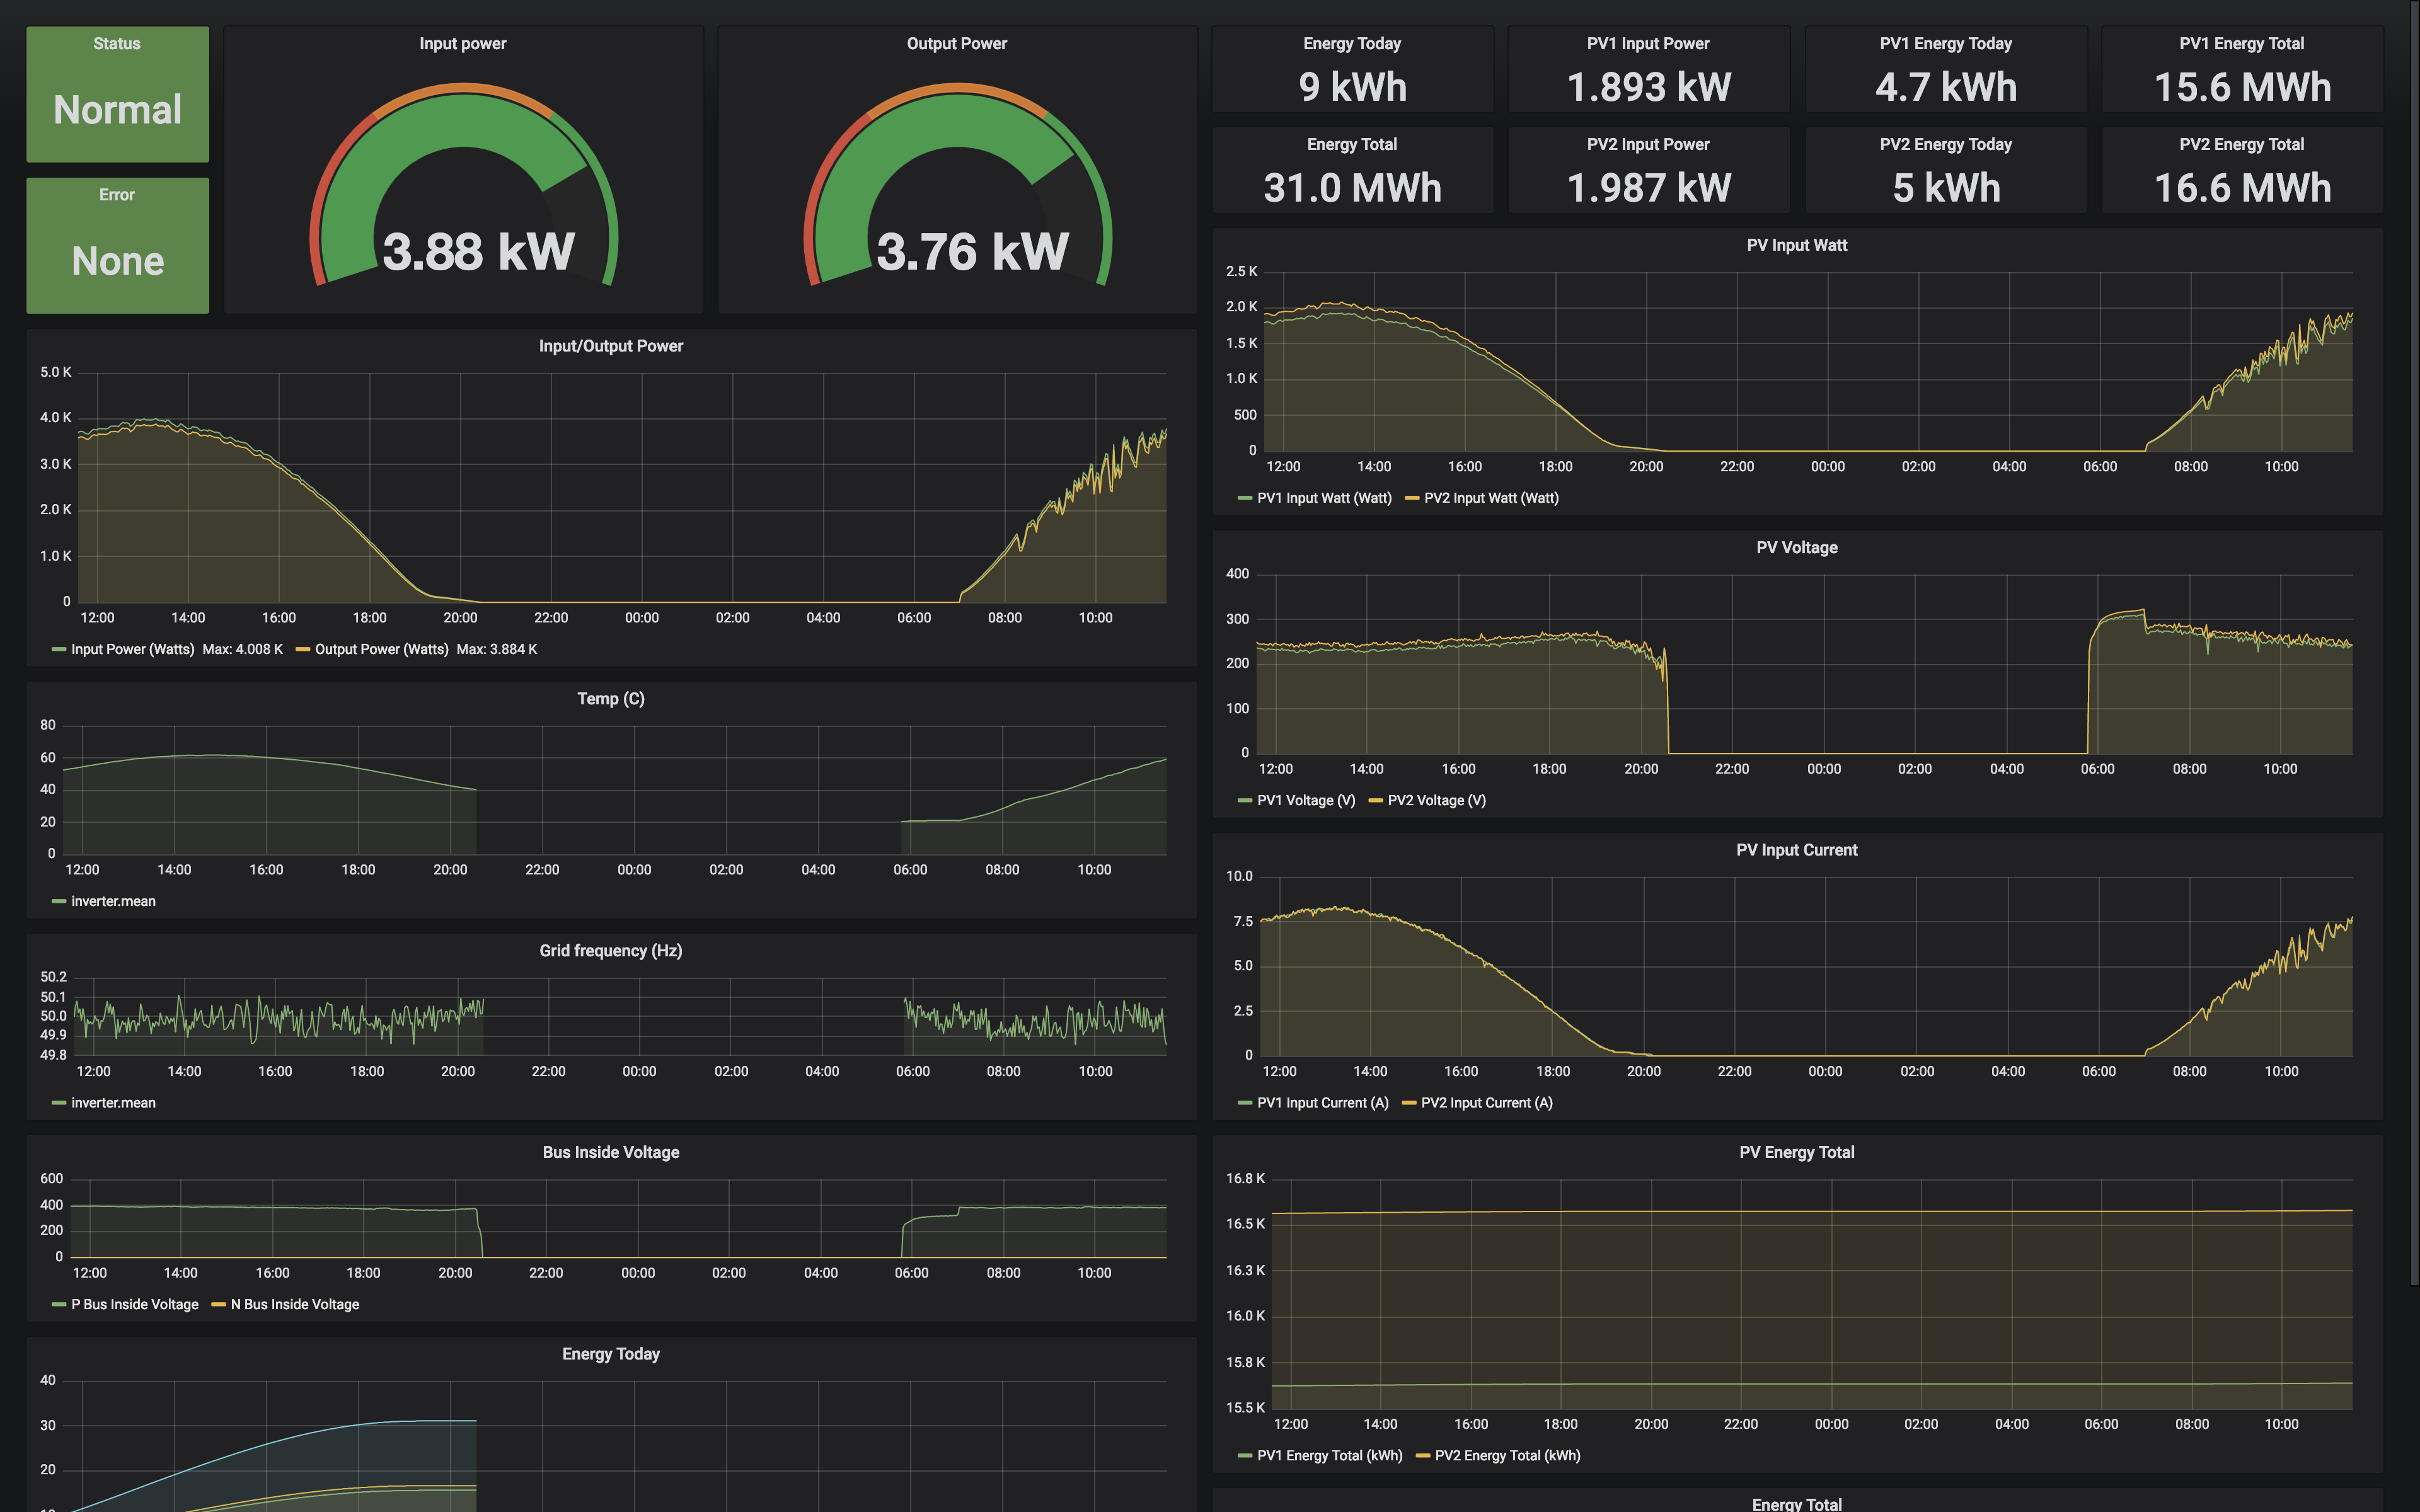 Status
Normal
Error
None
Input power
3.88 kW
Output Power
3.76 kW
Energy Today
9 kWh
PV1 Input Power
1.893 kW
PV1 Energy Today
4.7 kWh
PV1 Energy Total
15.6 MWh
Energy Total
31.0 MWh
PV2 Input Power
1.987 kW
PV2 Energy Today
5 kWh
PV2 Energy Total
16.6 MWh
Input/Output Power
5.0 K
4.0 K
3.0 K
2.0 K
1.0 K
0
12:00 14:00 16:00 18:00 20:00 22:00 00:00 02:00 04:00 06:00 08:00 10:00
Input Power (Watts) Max: 4.008 K Output Power (Watts) Max: 3.884 K
Temp (C)
80
60
40
20
0
12:00 14:00 16:00 18:00 20:00 22:00 00:00 02:00 04:00 06:00 08:00 10:00
inverter.mean
Grid frequency (Hz)
50.2
50.1
50.0
49.9
49.8
12:00 14:00 16:00 18:00 20:00 22:00 00:00 02:00 04:00 06:00 08:00 10:00
inverter.mean
Bus Inside Voltage
600
400
200
0
12:00 14:00 16:00 18:00 20:00 22:00 00:00 02:00 04:00 06:00 08:00 10:00
P Bus Inside Voltage N Bus Inside Voltage
Energy Today
40
30
20
PV Input Watt
2.5 K
2.0 K
1.5 K
1.0 K
500
0
12:00 14:00 16:00 18:00 20:00 22:00 00:00 02:00 04:00 06:00 08:00 10:00
PV1 Input Watt (Watt) PV2 Input Watt (Watt)
PV Voltage
400
300
200
100
0
12:00 14:00 16:00 18:00 20:00 22:00 00:00 02:00 04:00 06:00 08:00 10:00
PV1 Voltage (V) PV2 Voltage (V)
PV Input Current
10.0
7.5
5.0
2.5
0
12:00 14:00 16:00 18:00 20:00 22:00 00:00 02:00 04:00 06:00 08:00 10:00
PV1 Input Current (A) PV2 Input Current (A)
PV Energy Total
16.8 K
16.5 K
16.3 K
16.0 K
15.8 K
15.5 K
12:00 14:00 16:00 18:00 20:00 22:00 00:00 02:00 04:00 06:00 08:00 10:00
PV1 Energy Total (kWh) PV2 Energy Total (kWh)
Energy Total